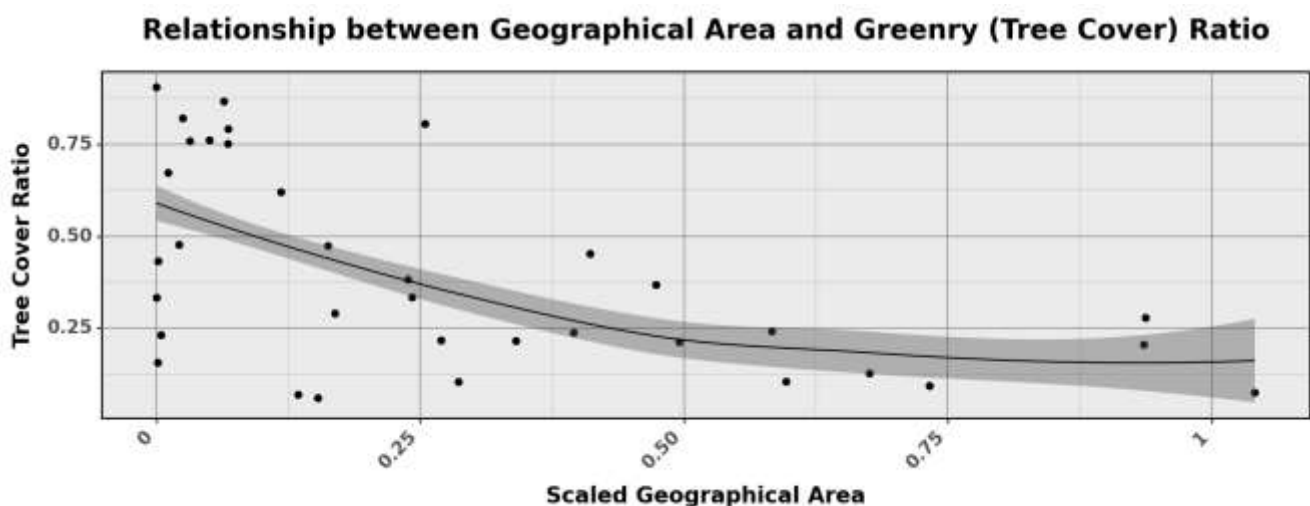 Relationship between Geographical Area and Greenry (Tree Cover) Ratio
Tree Cover Ratio
0.75
0.50
0.25
0
0.25
0.50
0.75
1
Scaled Geographical Area